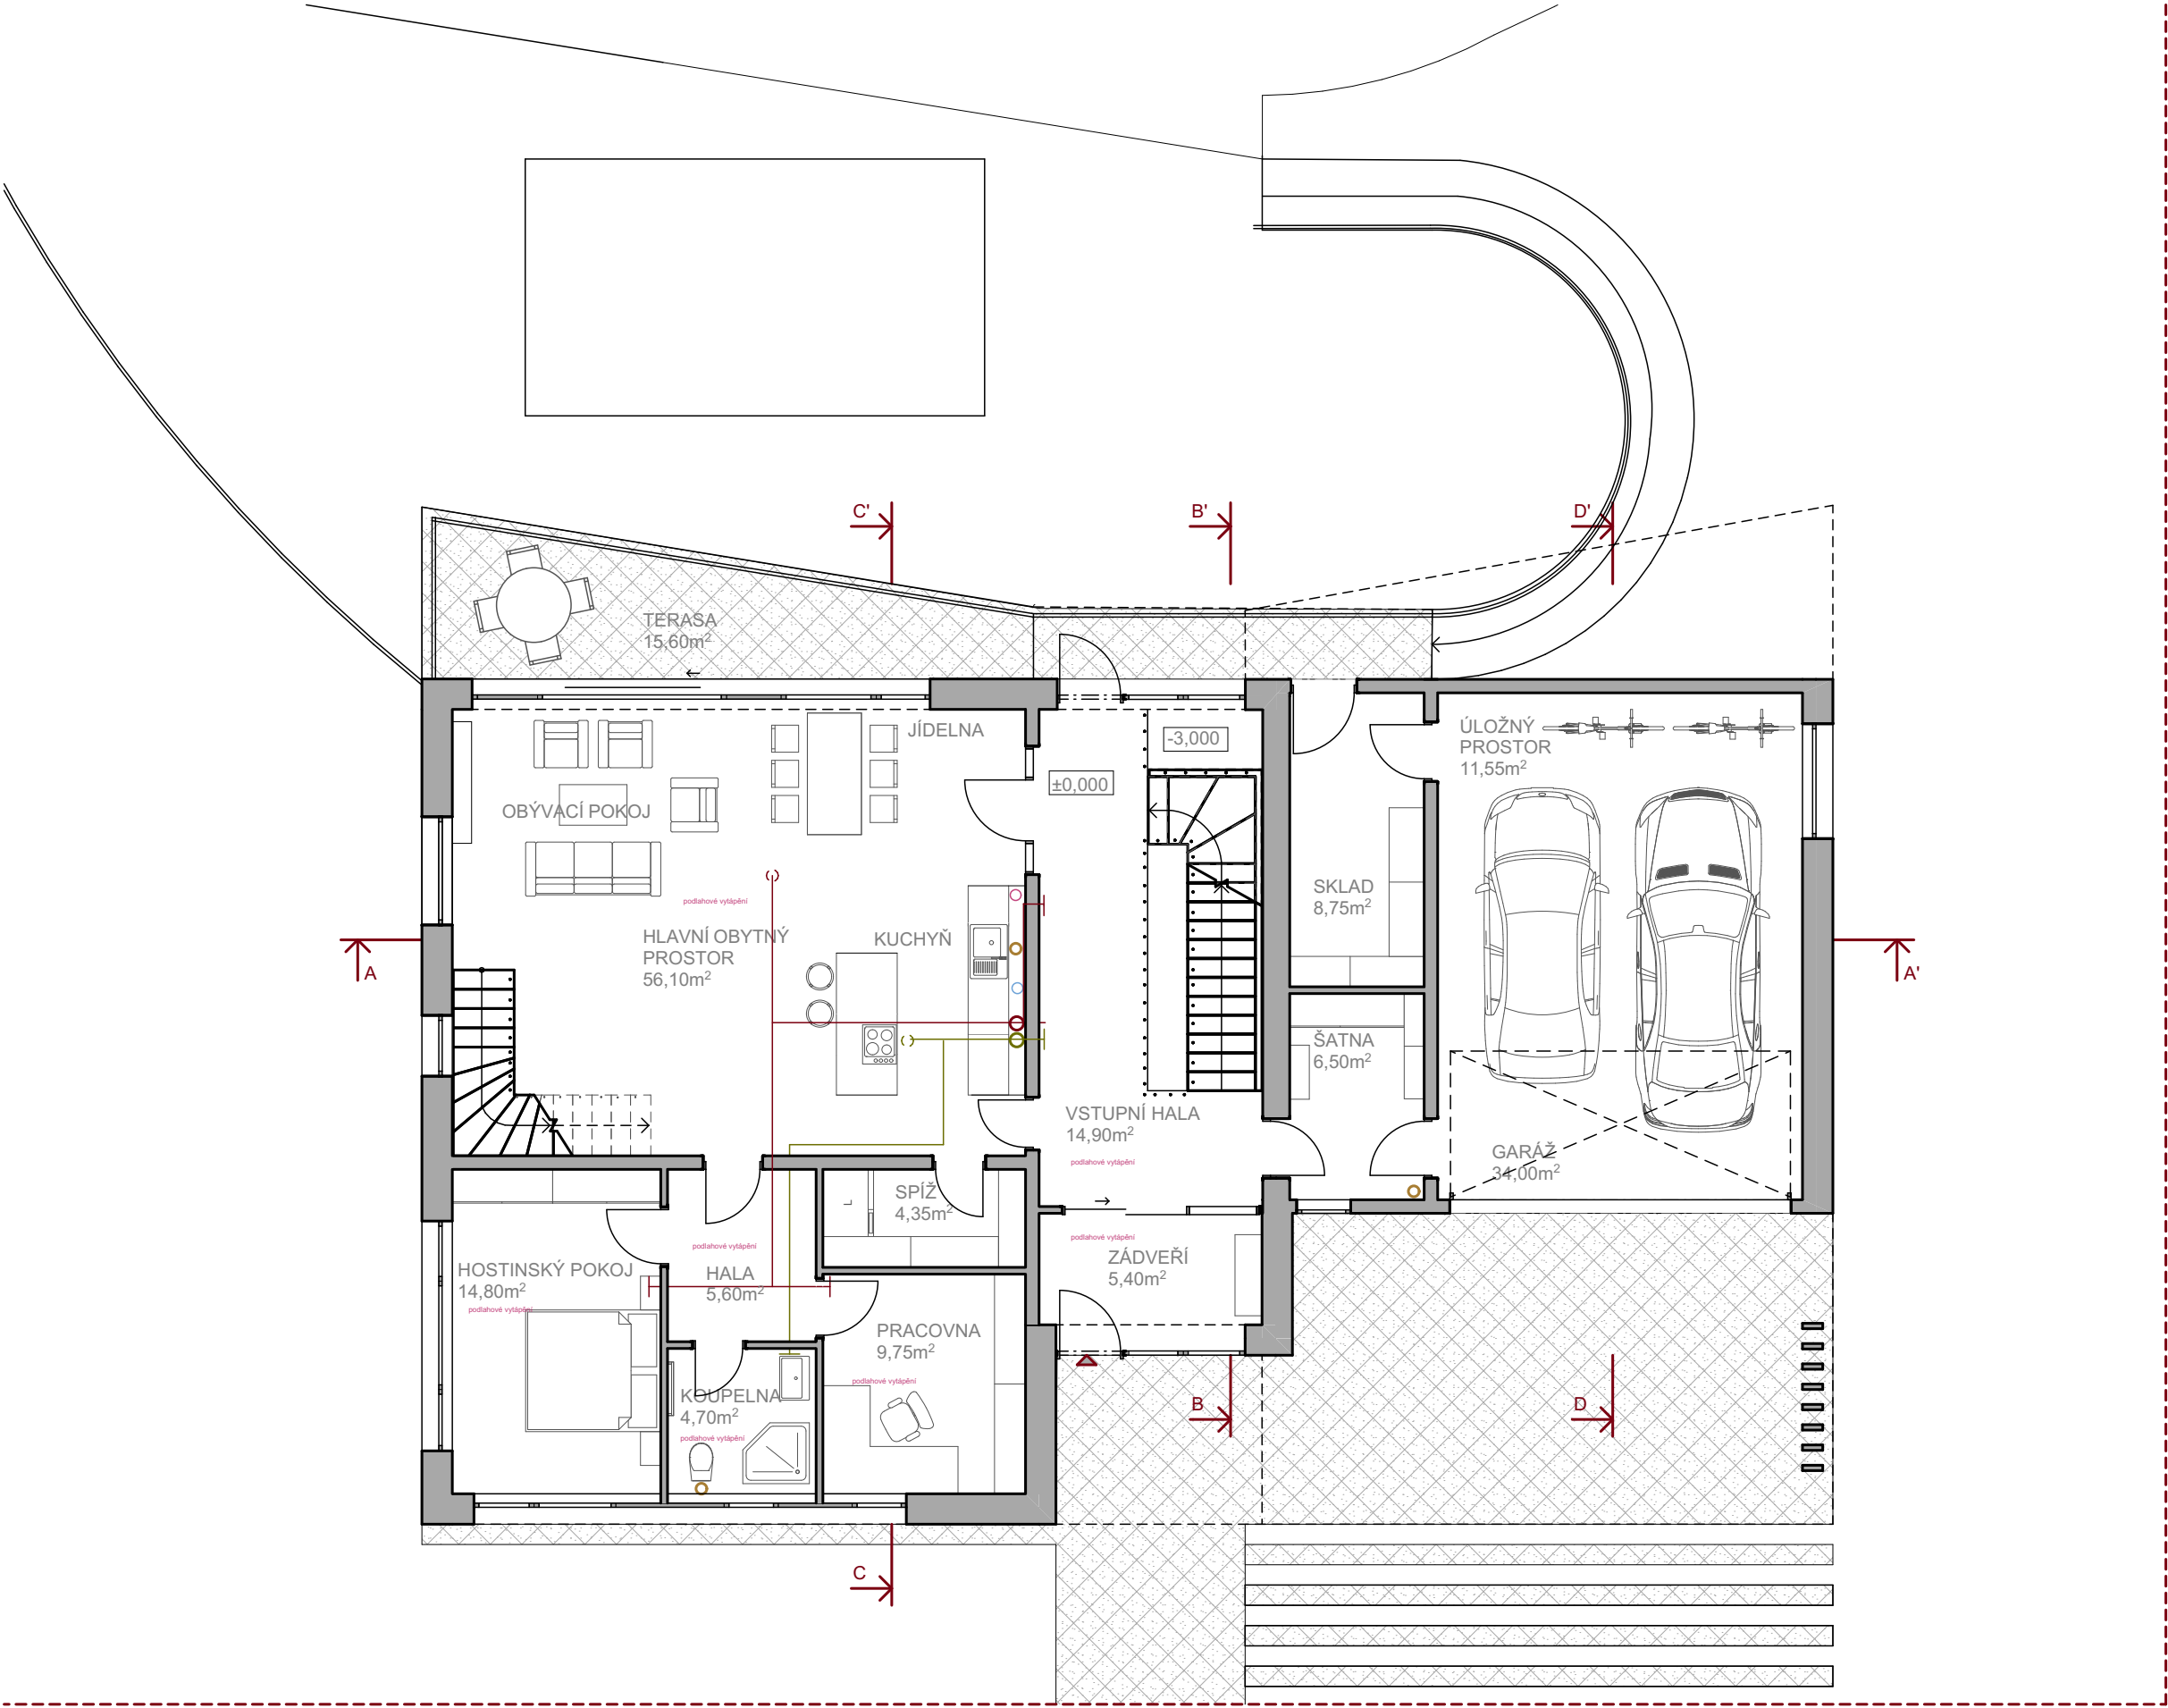 C'
B'
D'
TERASA
15,60m²
JÍDELNA
-3,000
ÚLOŽNÝ
PROSTOR
11,55m²
±0,000
OBÝVACÍ POKOJ
podlahové vytápění
SKLAD
8,75m²
HLAVNÍ OBYTNÝ
PROSTOR
56,10m²
KUCHYŇ
A
A'
ŠATNA
6,50m²
VSTUPNÍ HALA
14,90m²
podlahové vytápění
GARÁŽ
34,00m²
SPÍŽ
4,35m²
L
podlahové vytápění
podlahové vytápění
ZÁDVEŘÍ
5,40m²
HOSTINSKÝ POKOJ
14,80m²
podlahové vytápění
HALA
5,60m²
PRACOVNA
9,75m²
podlahové vytápění
KOUPELNA
4,70m²
podlahové vytápění
B
D
C